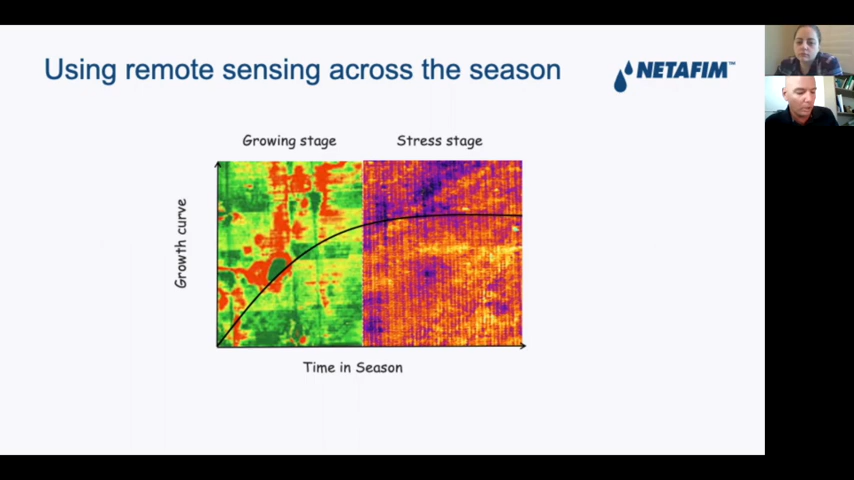 Using remote sensing across the season
NETAFIM™
Growing stage
Stress stage
Growth curve
Time in Season